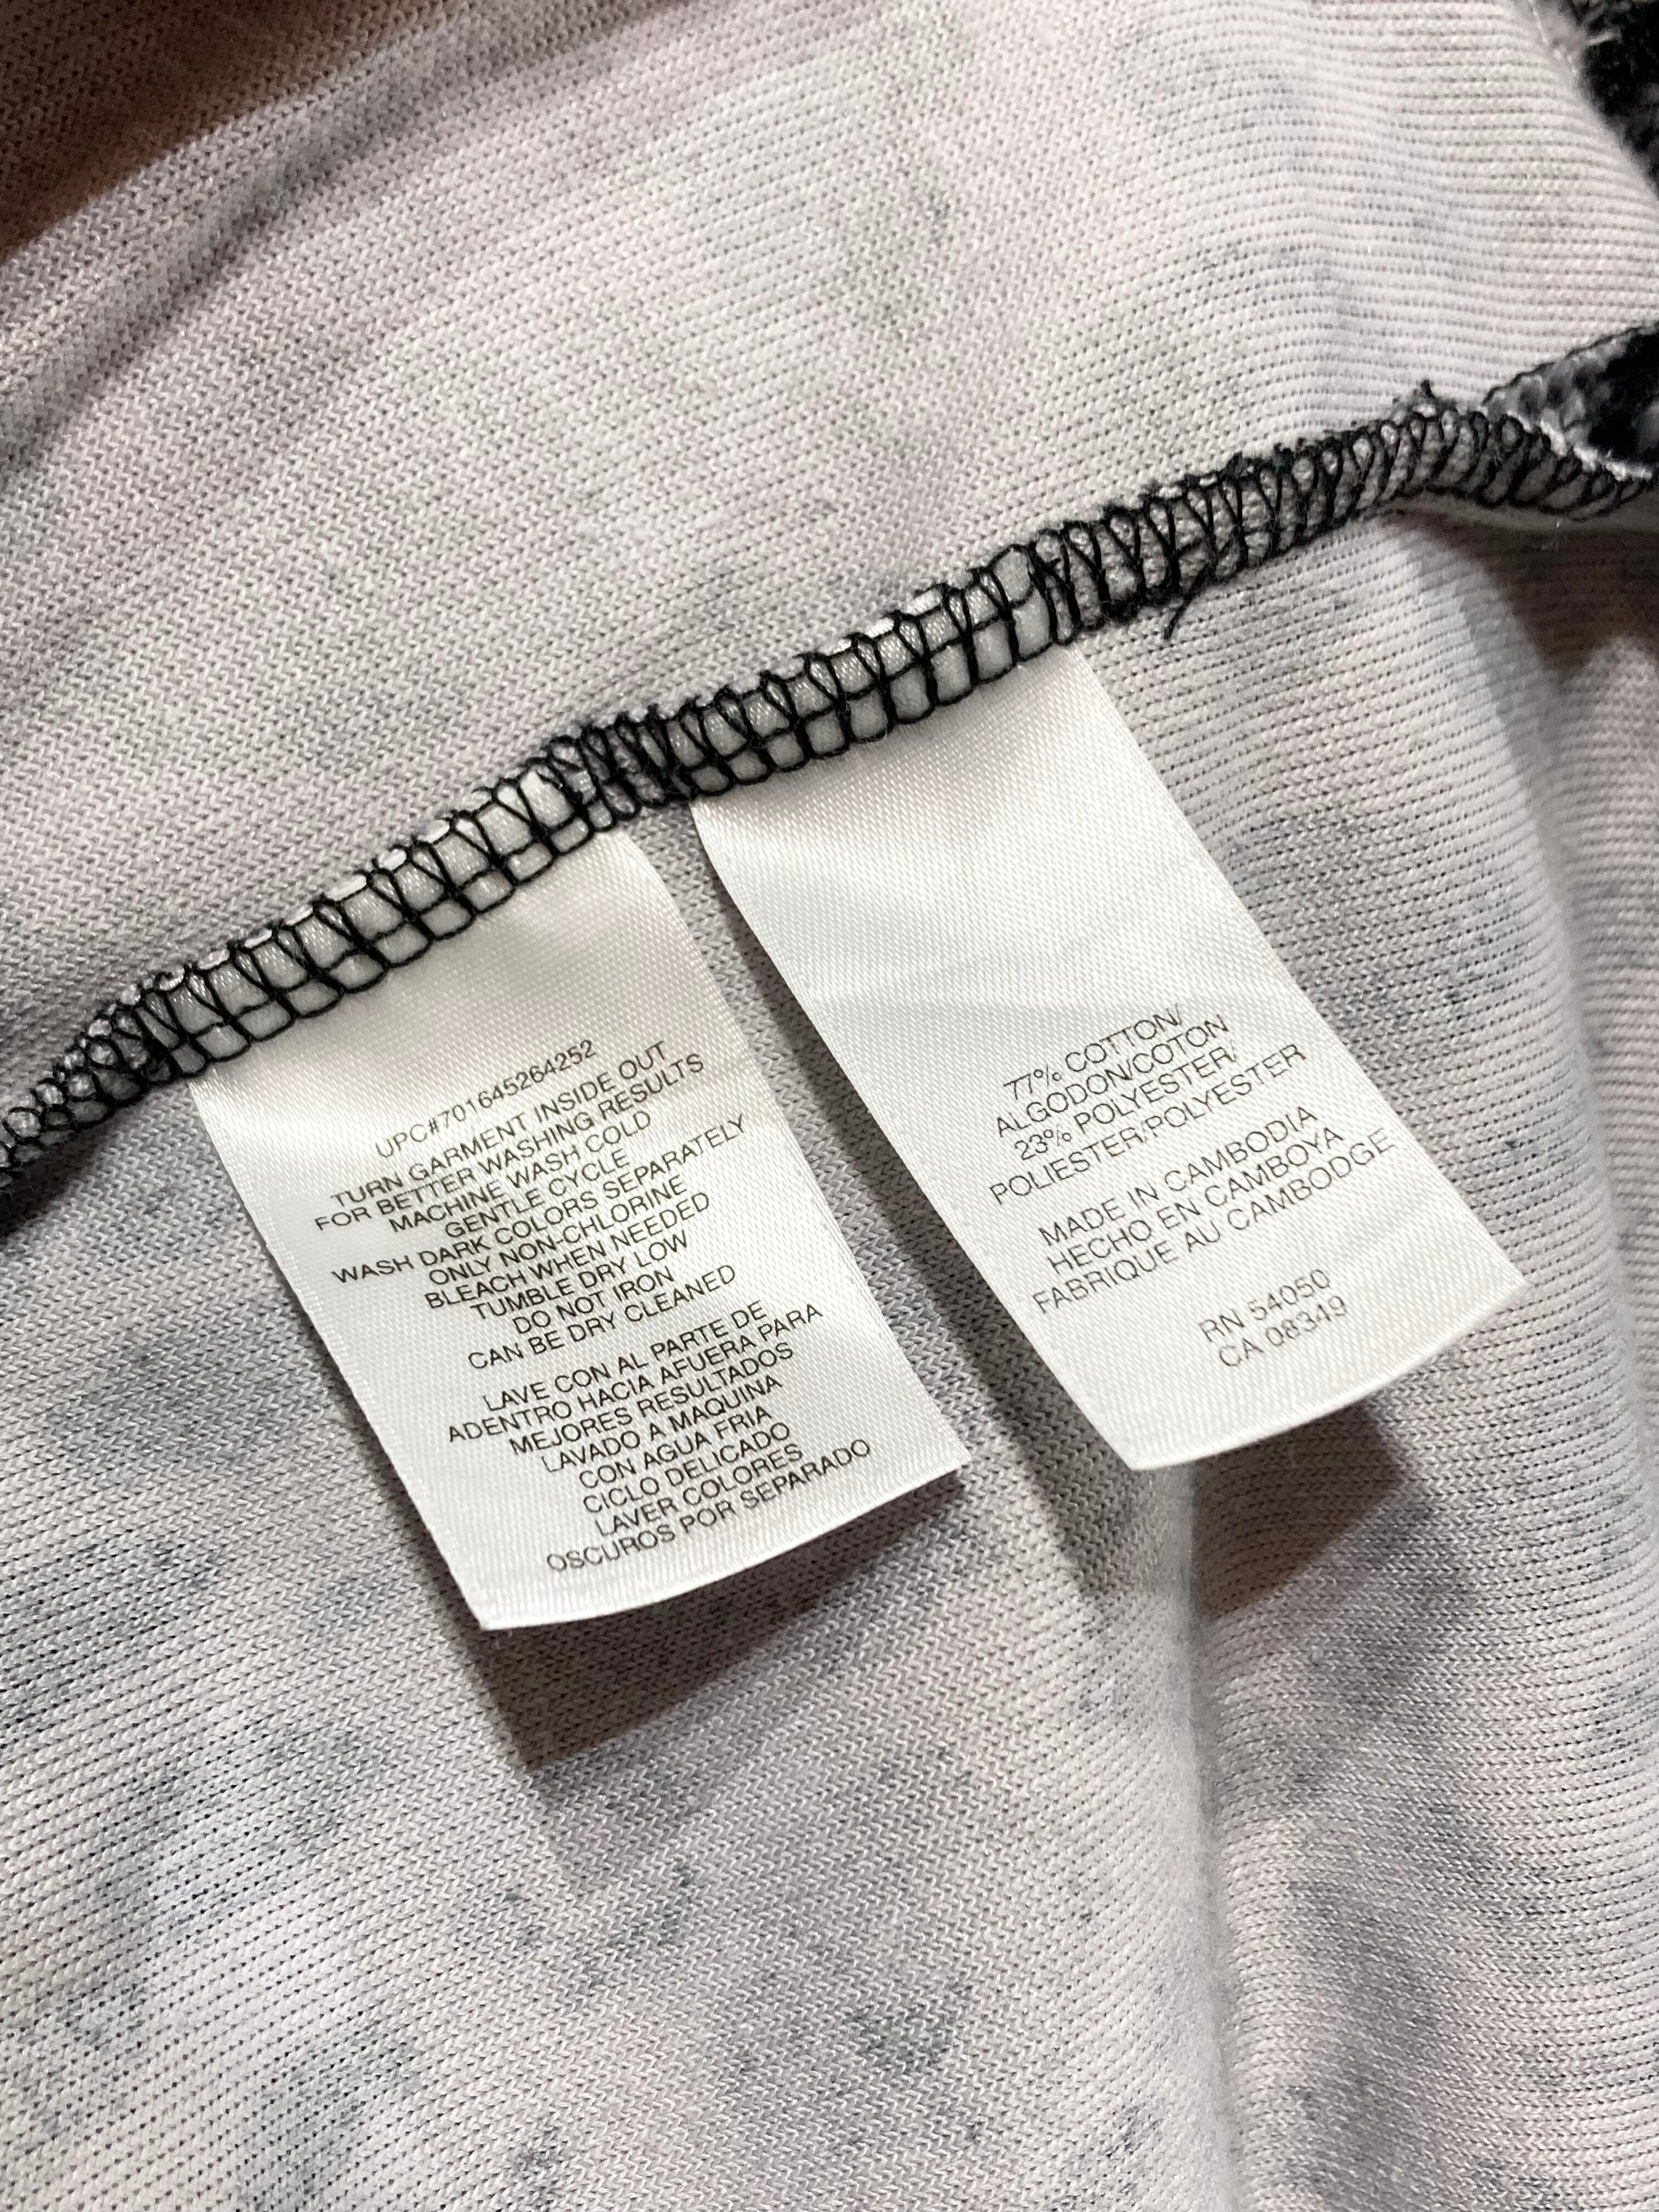 UPC#701645264252
TURN GARMENT INSIDE OUT
FOR BETTER WASHING RESULTS
MACHINE WASH COLD
GENTLE CYCLE
WASH DARK COLORS SEPARATELY
ONLY NON-CHLORINE
BLEACH WHEN NEEDED
TUMBLE DRY LOW
DO NOT IRON
CAN BE DRY CLEANED
LAVE CON AL PARTE DE
ADENTRO HACIA AFUERA PARA
MEJORES RESULTADOS
LAVADO A MAQUINA
CON AGUA FRIA
CICLO DELICADO
LAVER COLORES
OSCUROS POR SEPARADO
77% COTTON/
ALGODON/COTON
23% POLYESTER/
POLIESTER/POLYESTER
MADE IN CAMBODIA
HECHO EN CAMBOYA
FABRIQUE AU CAMBODGE
RN 54050
CA 08349